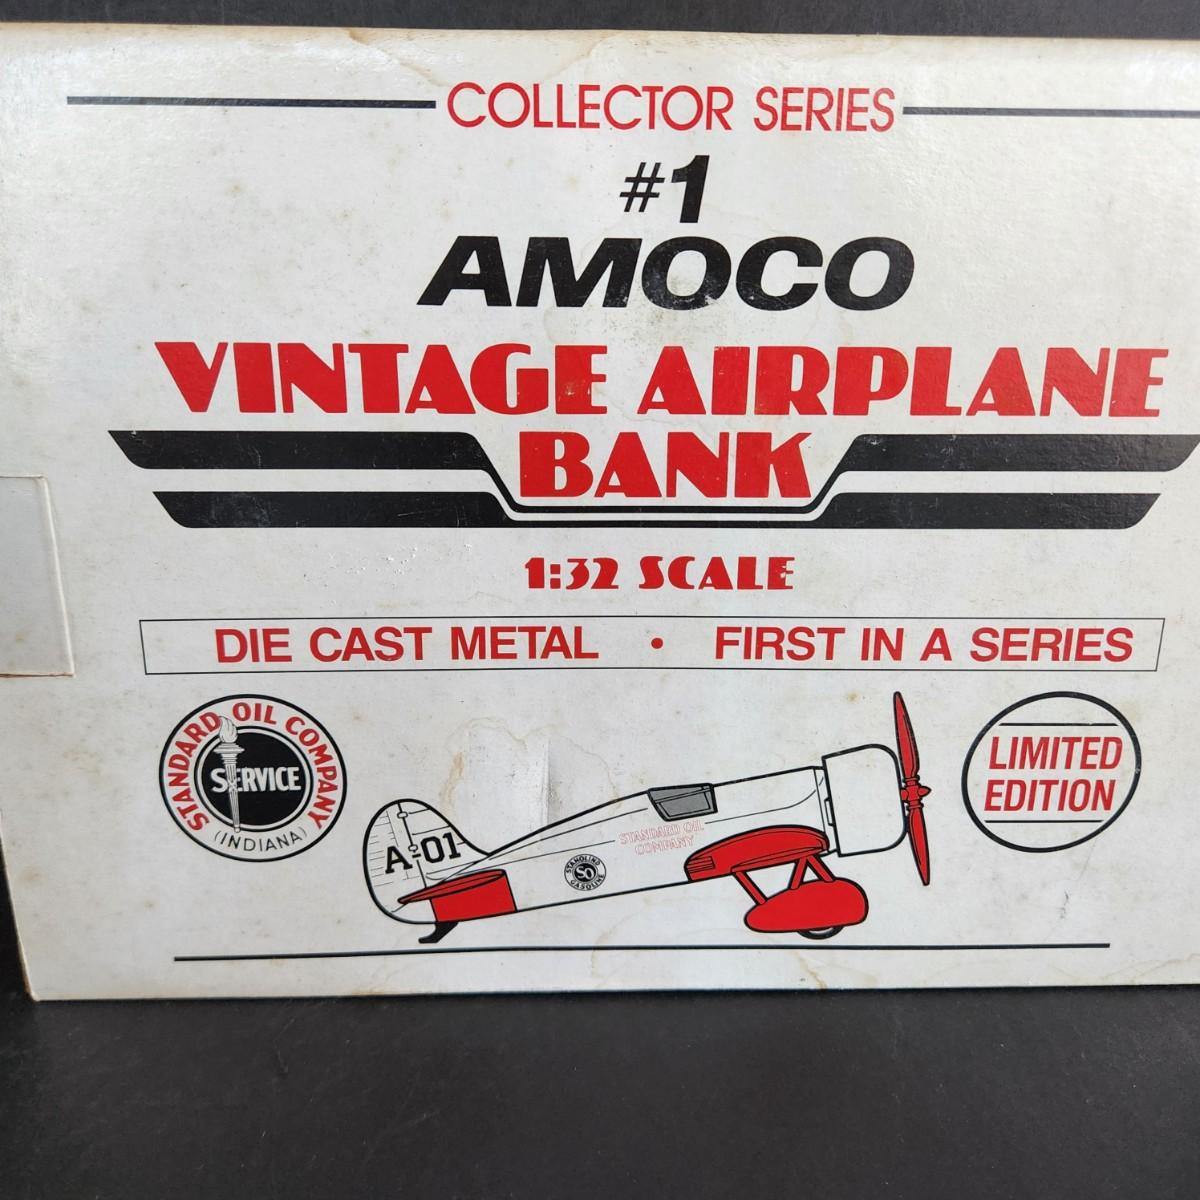 COLLECTOR SERIES
#1
AMOCO
VINTAGE AIRPLANE
BANK
1:32 SCALE
DIE CAST METAL • FIRST IN A SERIES
STANDARD OIL COMPANY
SERVICE
(INDIANA)
LIMITED
EDITION
A-01
STANDARD OIL
COMPANY
STANOLIND
SO
GASOLINE